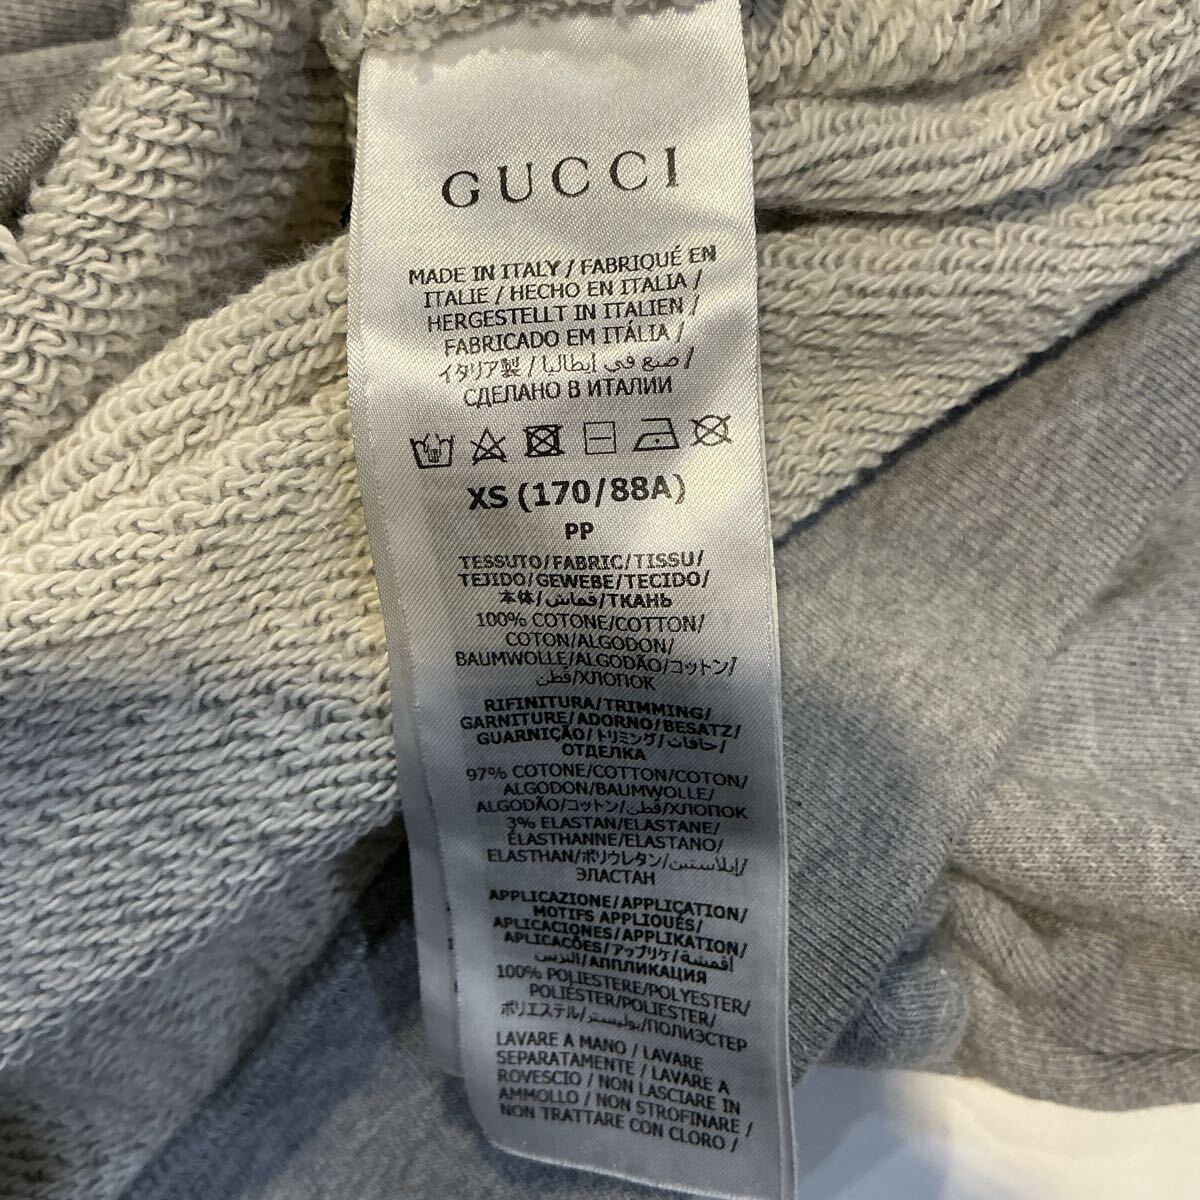 GUCCI
MADE IN ITALY / FABRIQUÉ EN
ITALIE / HECHO EN ITALIA /
HERGESTELLT IN ITALIEN /
FABRICADO EM ITÁLIA /
イタリア製 / صنع في إيطاليا /
СДЕЛАНО В ИТАЛИИ
XS (170/88A)
PP
TESSUTO/FABRIC/TISSU/
TEJIDO/GEWEBE/TECIDO/
本体/قماش/ТКАНЬ
100% COTONE/COTTON/
COTON/ALGODON/
BAUMWOLLE/ALGODÃO/コットン/
قطن/ХЛОПОК
RIFINITURA/TRIMMING/
GARNITURE/ADORNO/BESATZ/
GUARNIÇÃO/トリミング/حافات/
ОТДЕЛКА
97% COTONE/COTTON/COTON/
ALGODON/BAUMWOLLE/
ALGODÃO/コットン/قطن/ХЛОПОК
3% ELASTAN/ELASTANE/
ÉLASTHANNE/ELASTANO/
ELASTHAN/ポリウレタン/إيلاستين/
ЭЛАСТАН
APPLICAZIONE/APPLICATION/
MOTIFS APPLIQUÉS/
APLICACIONES/APPLIKATION/
APLICAÇÕES/アップリケ/أقمشة
الترس/АППЛИКАЦИЯ
100% POLIESTERE/POLYESTER/
POLIÉSTER/POLIESTER/
ポリエステル/بوليستر/ПОЛИЭСТЕР
LAVARE A MANO / LAVARE
SEPARATAMENTE / LAVARE A
ROVESCIO / NON LASCIARE IN
AMMOLLO / NON STROFINARE /
NON TRATTARE CON CLORO /